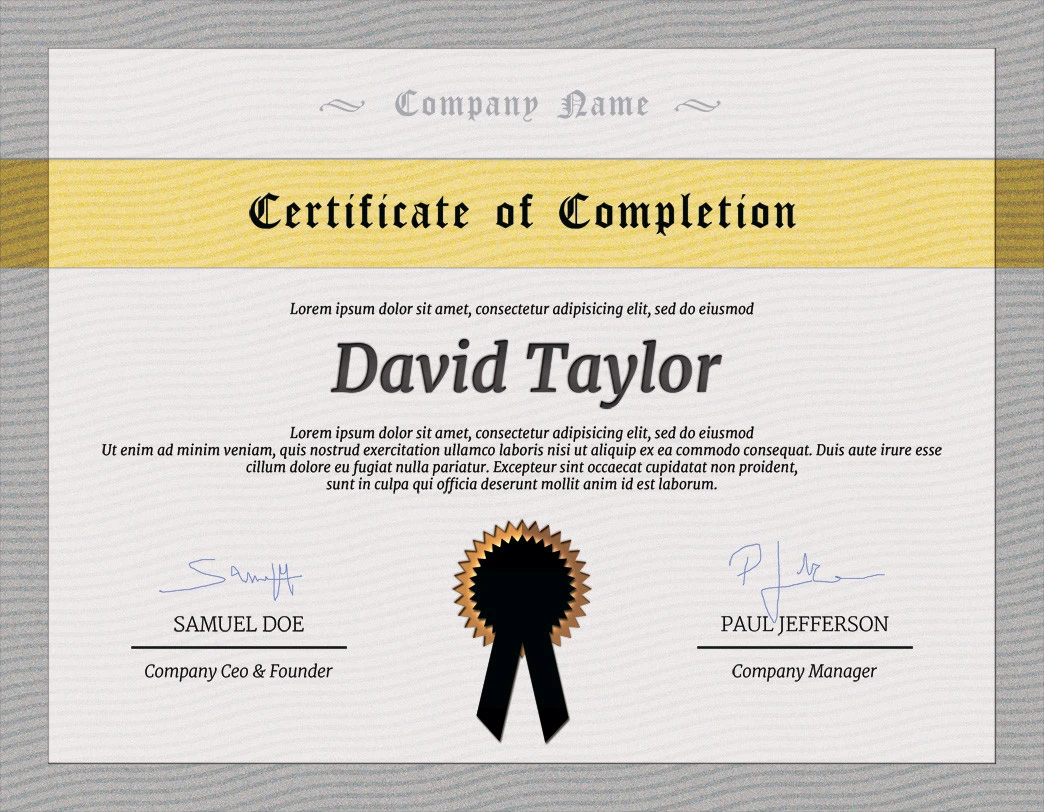 Company Name
Certificate of Completion
Lorem ipsum dolor sit amet, consectetur adipisicing elit, sed do eiusmod
David Taylor
Lorem ipsum dolor sit amet, consectetur adipisicing elit, sed do eiusmod
Ut enim ad minim veniam, quis nostrud exercitation ullamco laboris nisi ut aliquip ex ea commodo consequat. Duis aute irure esse
cillum dolore eu fugiat nulla pariatur. Excepteur sint occaecat cupidatat non proident,
sunt in culpa qui officia deserunt mollit anim id est laborum.
SAMUEL DOE
Company Ceo & Founder
PAUL JEFFERSON
Company Manager